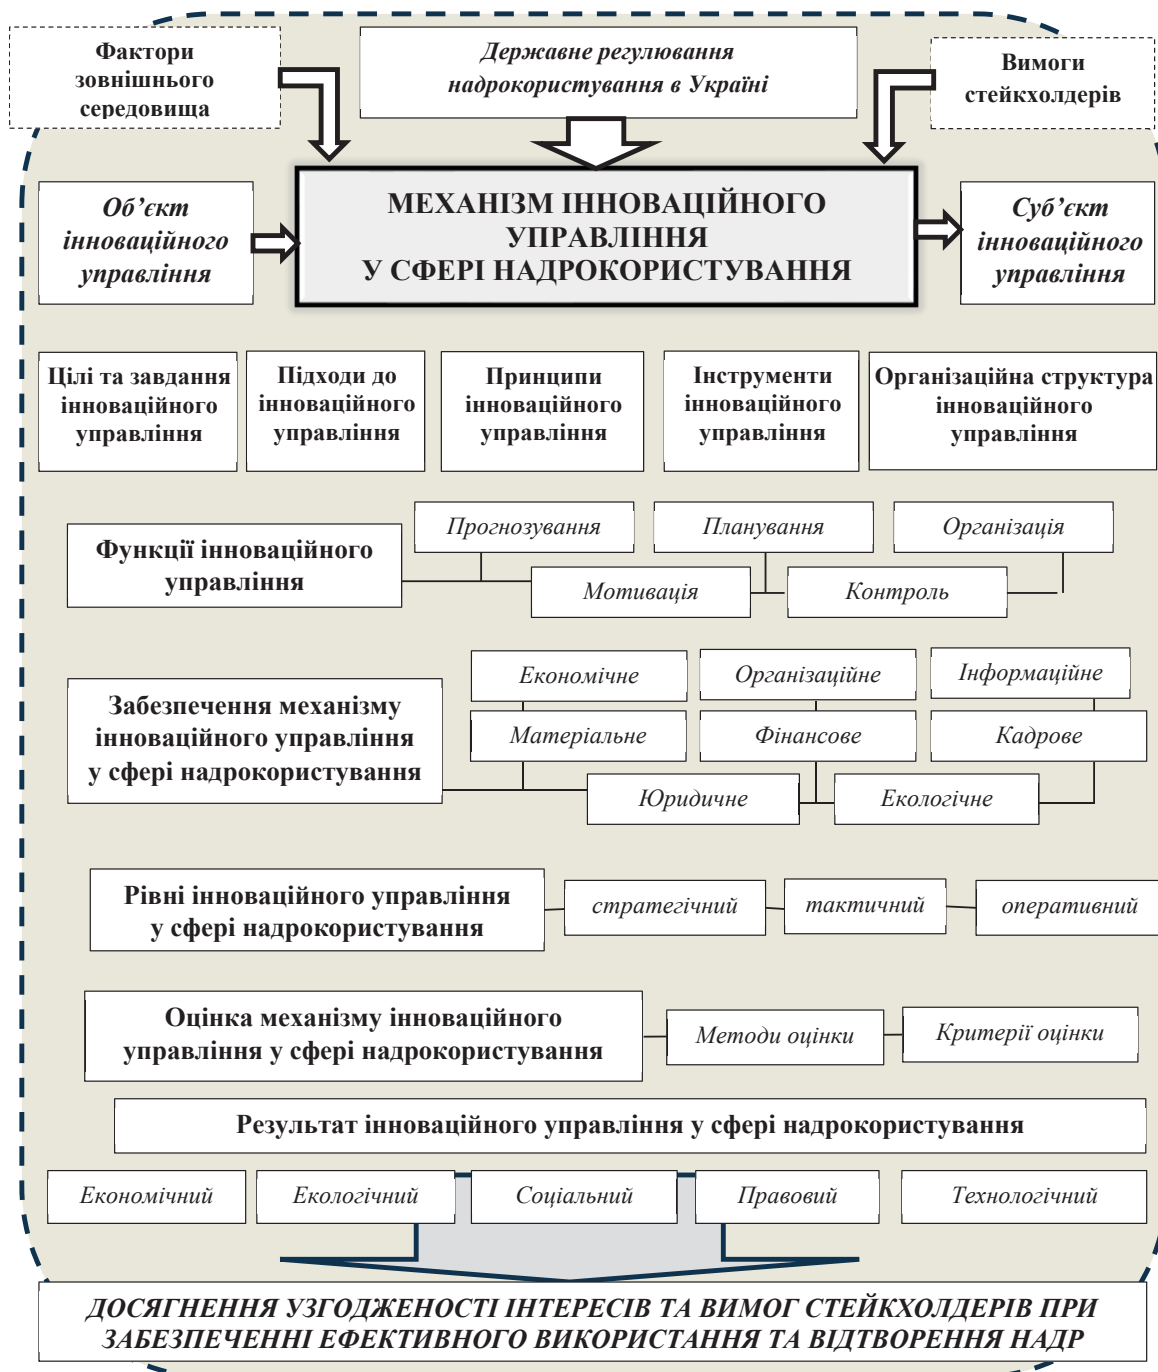 Фактори
зовнішнього
середовища
Державне регулювання
надрокористування в Україні
Вимоги
стейкхолдерів
Об’єкт
інноваційного
управління
МЕХАНІЗМ ІННОВАЦІЙНОГО
УПРАВЛІННЯ
У СФЕРІ НАДРОКОРИСТУВАННЯ
Суб’єкт
інноваційного
управління
Цілі та завдання
інноваційного
управління
Підходи до
інноваційного
управління
Принципи
інноваційного
управління
Інструменти
інноваційного
управління
Організаційна структура
інноваційного
управління
Функції інноваційного
управління
Прогнозування
Планування
Організація
Мотивація
Контроль
Забезпечення механізму
інноваційного управління
у сфері надрокористування
Економічне
Організаційне
Інформаційне
Матеріальне
Фінансове
Кадрове
Юридичне
Екологічне
Рівні інноваційного управління
у сфері надрокористування
стратегічний
тактичний
оперативний
Оцінка механізму інноваційного
управління у сфері надрокористування
Методи оцінки
Критерії оцінки
Результат інноваційного управління у сфері надрокористування
Економічний
Екологічний
Соціальний
Правовий
Технологічний
ДОСЯГНЕННЯ УЗГОДЖЕНОСТІ ІНТЕРЕСІВ ТА ВИМОГ СТЕЙКХОЛДЕРІВ ПРИ
ЗАБЕЗПЕЧЕННІ ЕФЕКТИВНОГО ВИКОРИСТАННЯ ТА ВІДТВОРЕННЯ НАДР